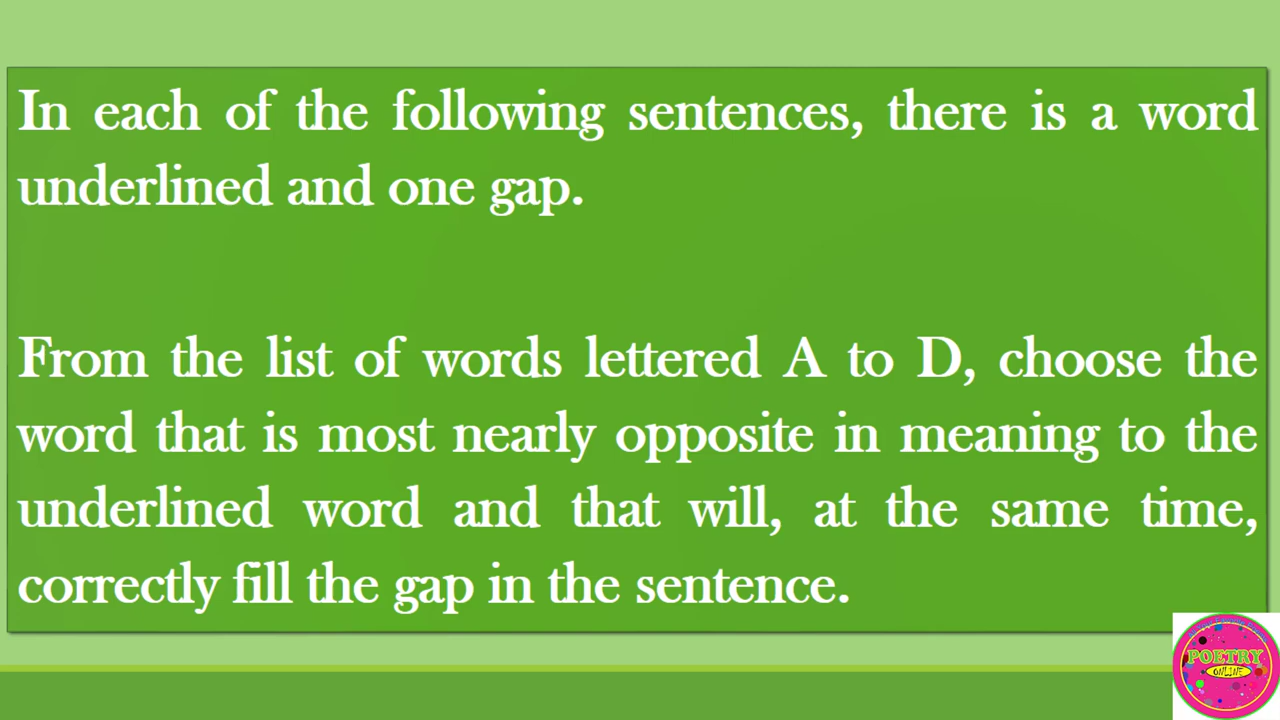 In each of the following sentences, there is a word
underlined and one gap.
From the list of words lettered A to D, choose the
word that is most nearly opposite in meaning to the
underlined word and that will, at the same time,
correctly fill the gap in the sentence.
POETRY
ONLINE